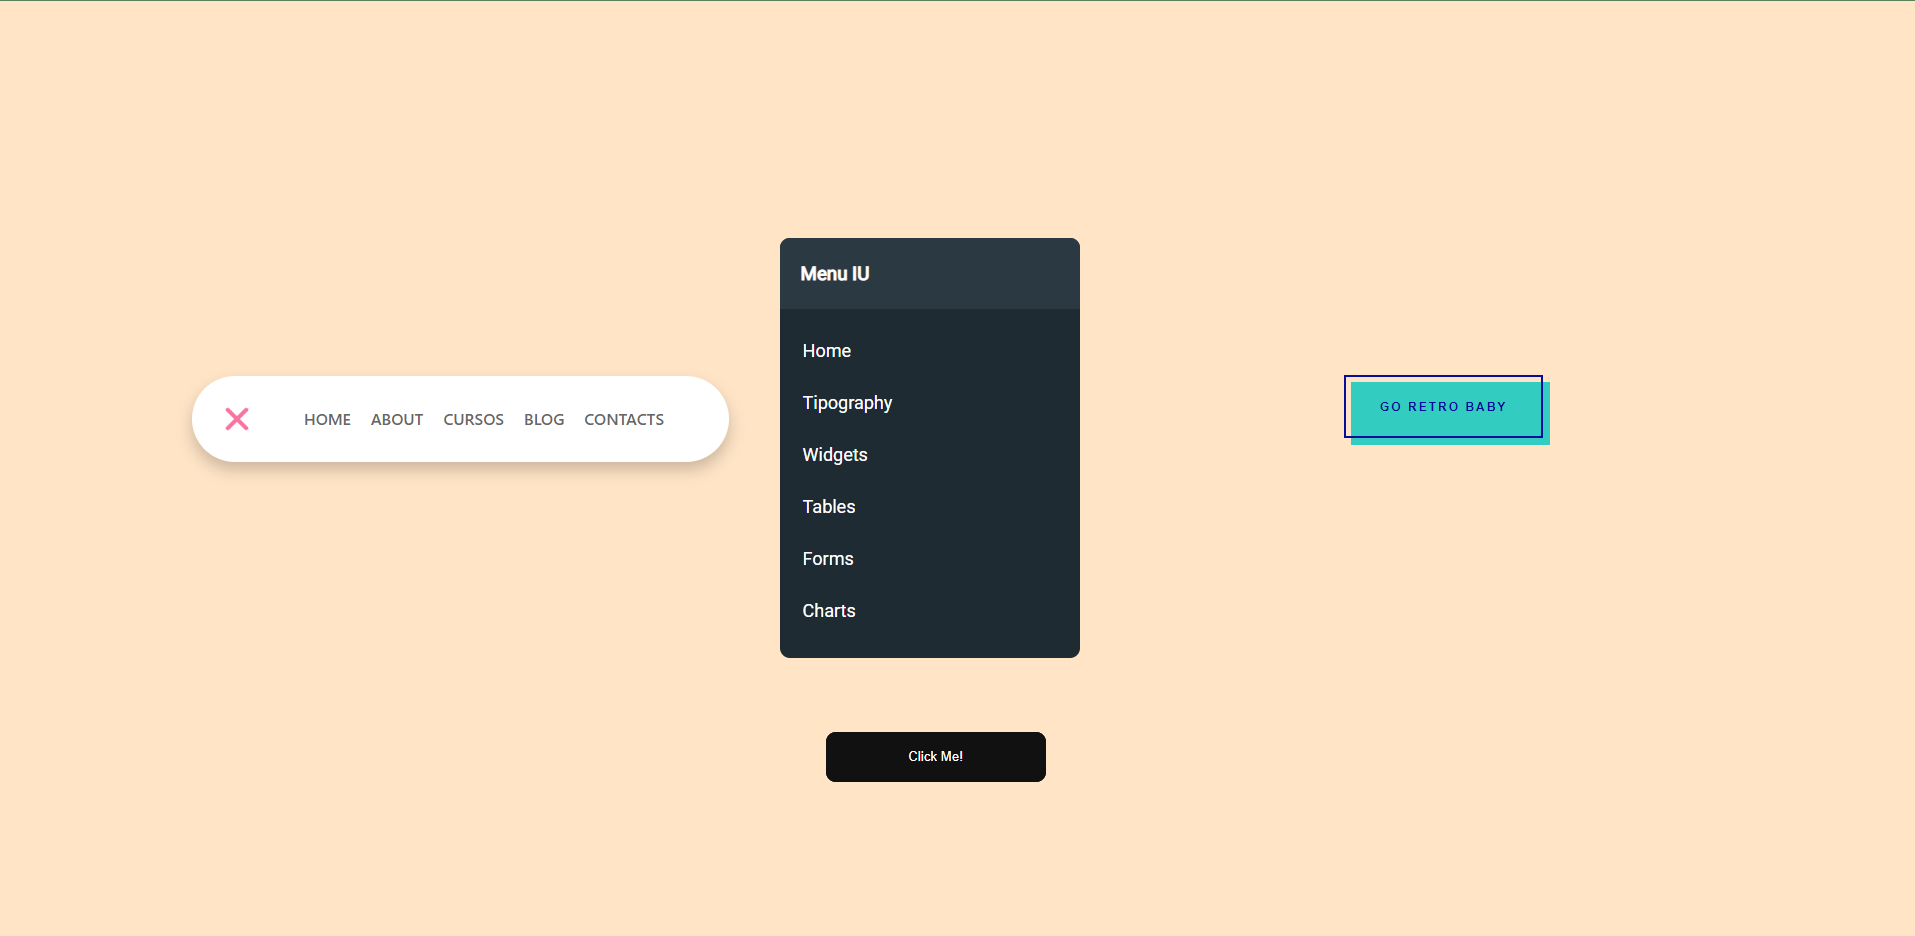 HOME ABOUT CURSOS BLOG CONTACTS
Menu IU
Home
Tipography
Widgets
Tables
Forms
Charts
Click Me!
GO RETRO BABY